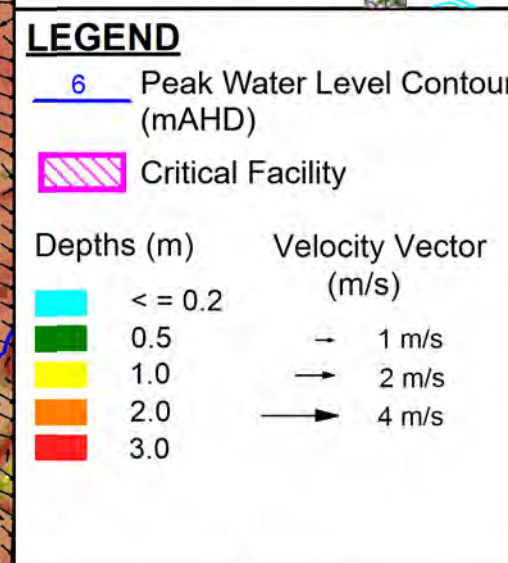 LEGEND
6 Peak Water Level Contour
(mAHD)
Critical Facility
Depths (m)
<= 0.2
0.5
1.0
2.0
3.0
Velocity Vector
(m/s)
1 m/s
2 m/s
4 m/s